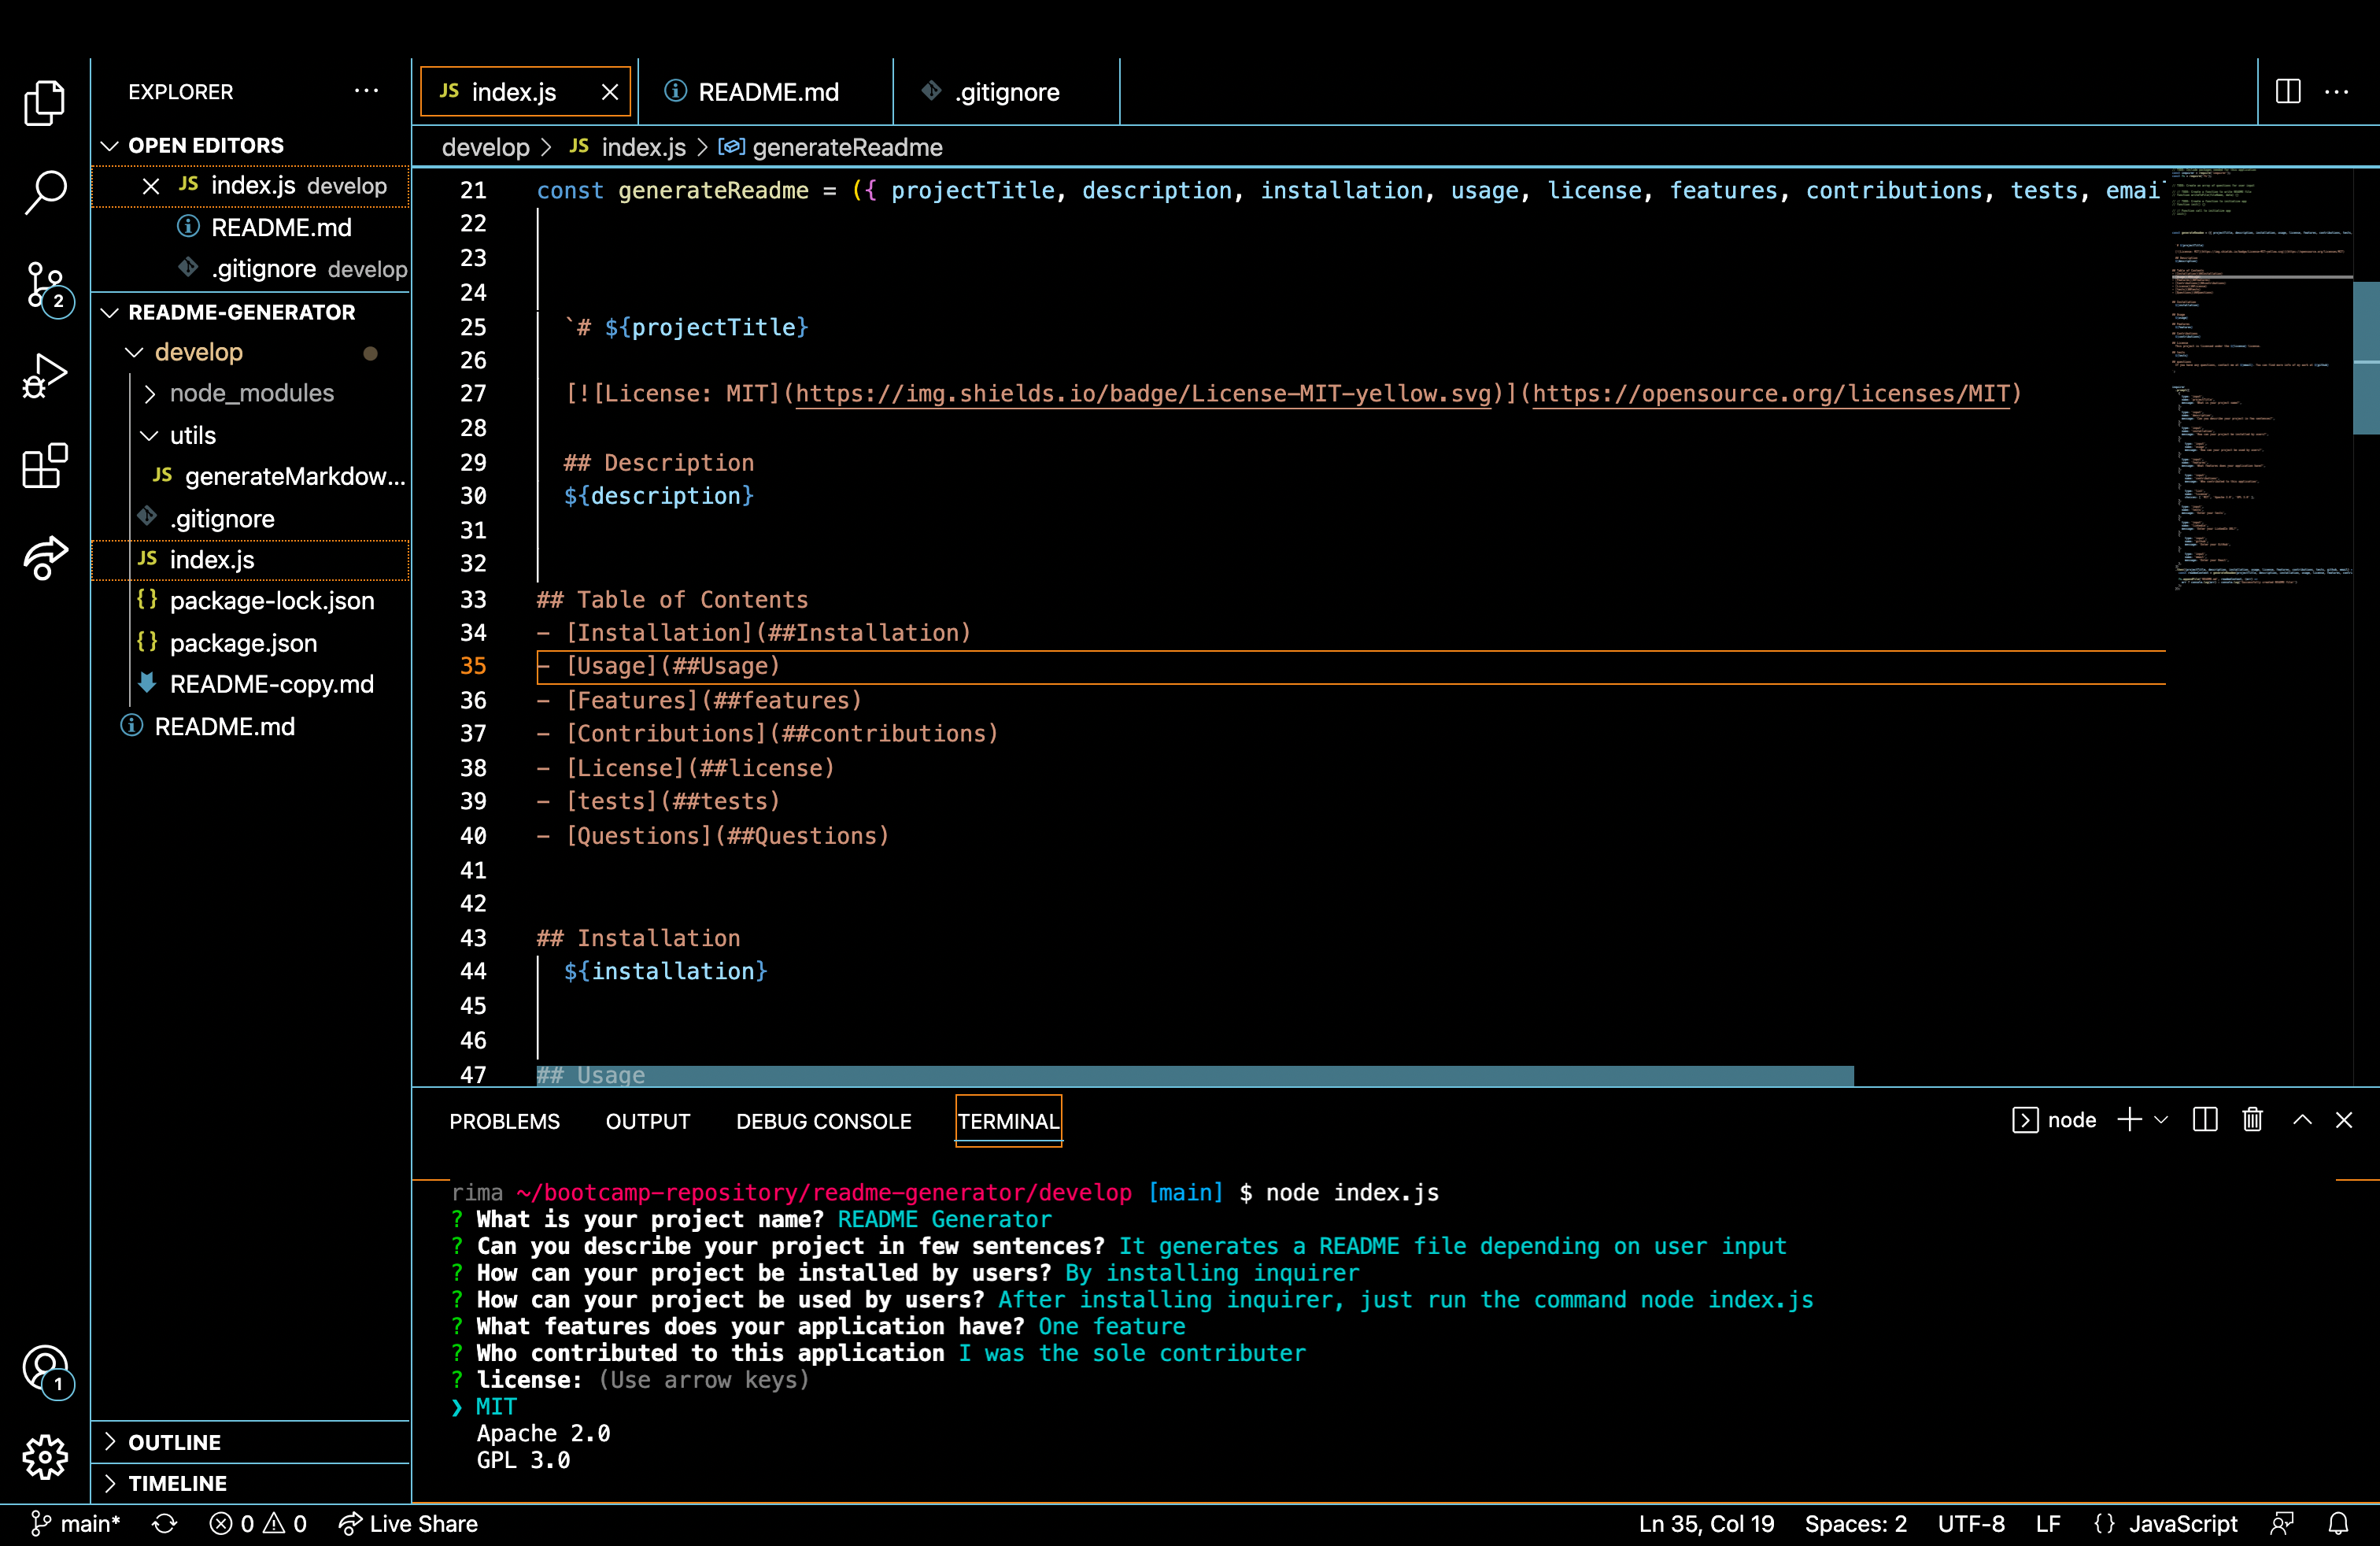 EXPLORER
OPEN EDITORS
JS index.js develop
README.md
.gitignore develop
README-GENERATOR
develop
node_modules
utils
JS generateMarkdow...
.gitignore
JS index.js
{} package-lock.json
{} package.json
README-copy.md
README.md
OUTLINE
TIMELINE
2
1
JS index.js
README.md
.gitignore
develop > JS index.js > generateReadme
21 const generateReadme = ({ projectTitle, description, installation, usage, license, features, contributions, tests, emai
22
23
24
25 `# ${projectTitle}
26
27 [![License: MIT](https://img.shields.io/badge/License-MIT-yellow.svg)](https://opensource.org/licenses/MIT)
28
29 ## Description
30 ${description}
31
32
33 ## Table of Contents
34 - [Installation](##Installation)
35 - [Usage](##Usage)
36 - [Features](##features)
37 - [Contributions](##contributions)
38 - [License](##license)
39 - [tests](##tests)
40 - [Questions](##Questions)
41
42
43 ## Installation
44 ${installation}
45
46
47 ## Usage
PROBLEMS OUTPUT DEBUG CONSOLE TERMINAL
node
rima ~/bootcamp-repository/readme-generator/develop [main] $ node index.js
? What is your project name? README Generator
? Can you describe your project in few sentences? It generates a README file depending on user input
? How can your project be installed by users? By installing inquirer
? How can your project be used by users? After installing inquirer, just run the command node index.js
? What features does your application have? One feature
? Who contributed to this application I was the sole contributer
? license: (Use arrow keys)
❯ MIT
Apache 2.0
GPL 3.0
main* 0 0 Live Share
Ln 35, Col 19 Spaces: 2 UTF-8 LF {} JavaScript